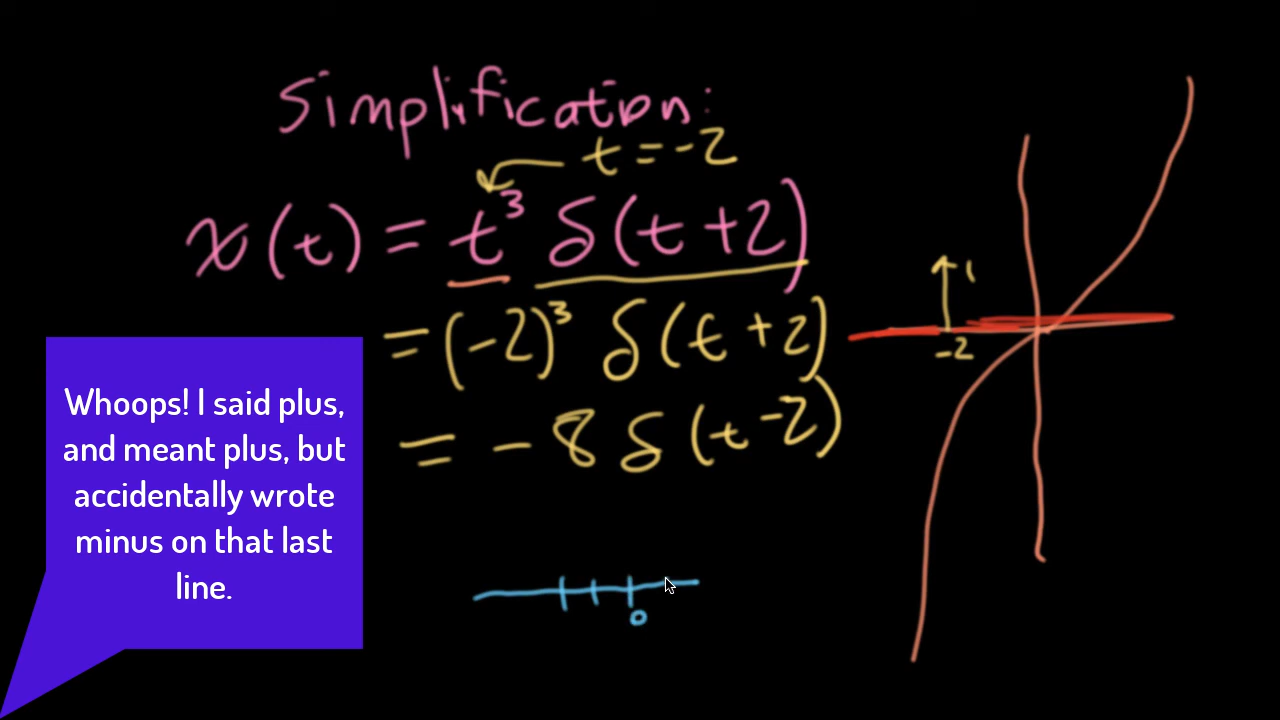 Simplification:
t = -2
x(t) = t³ δ(t+2)
= (-2)³ δ(t+2)
= -8 δ(t-2)
Whoops! I said plus,
and meant plus, but
accidentally wrote
minus on that last
line.
0
1
-2